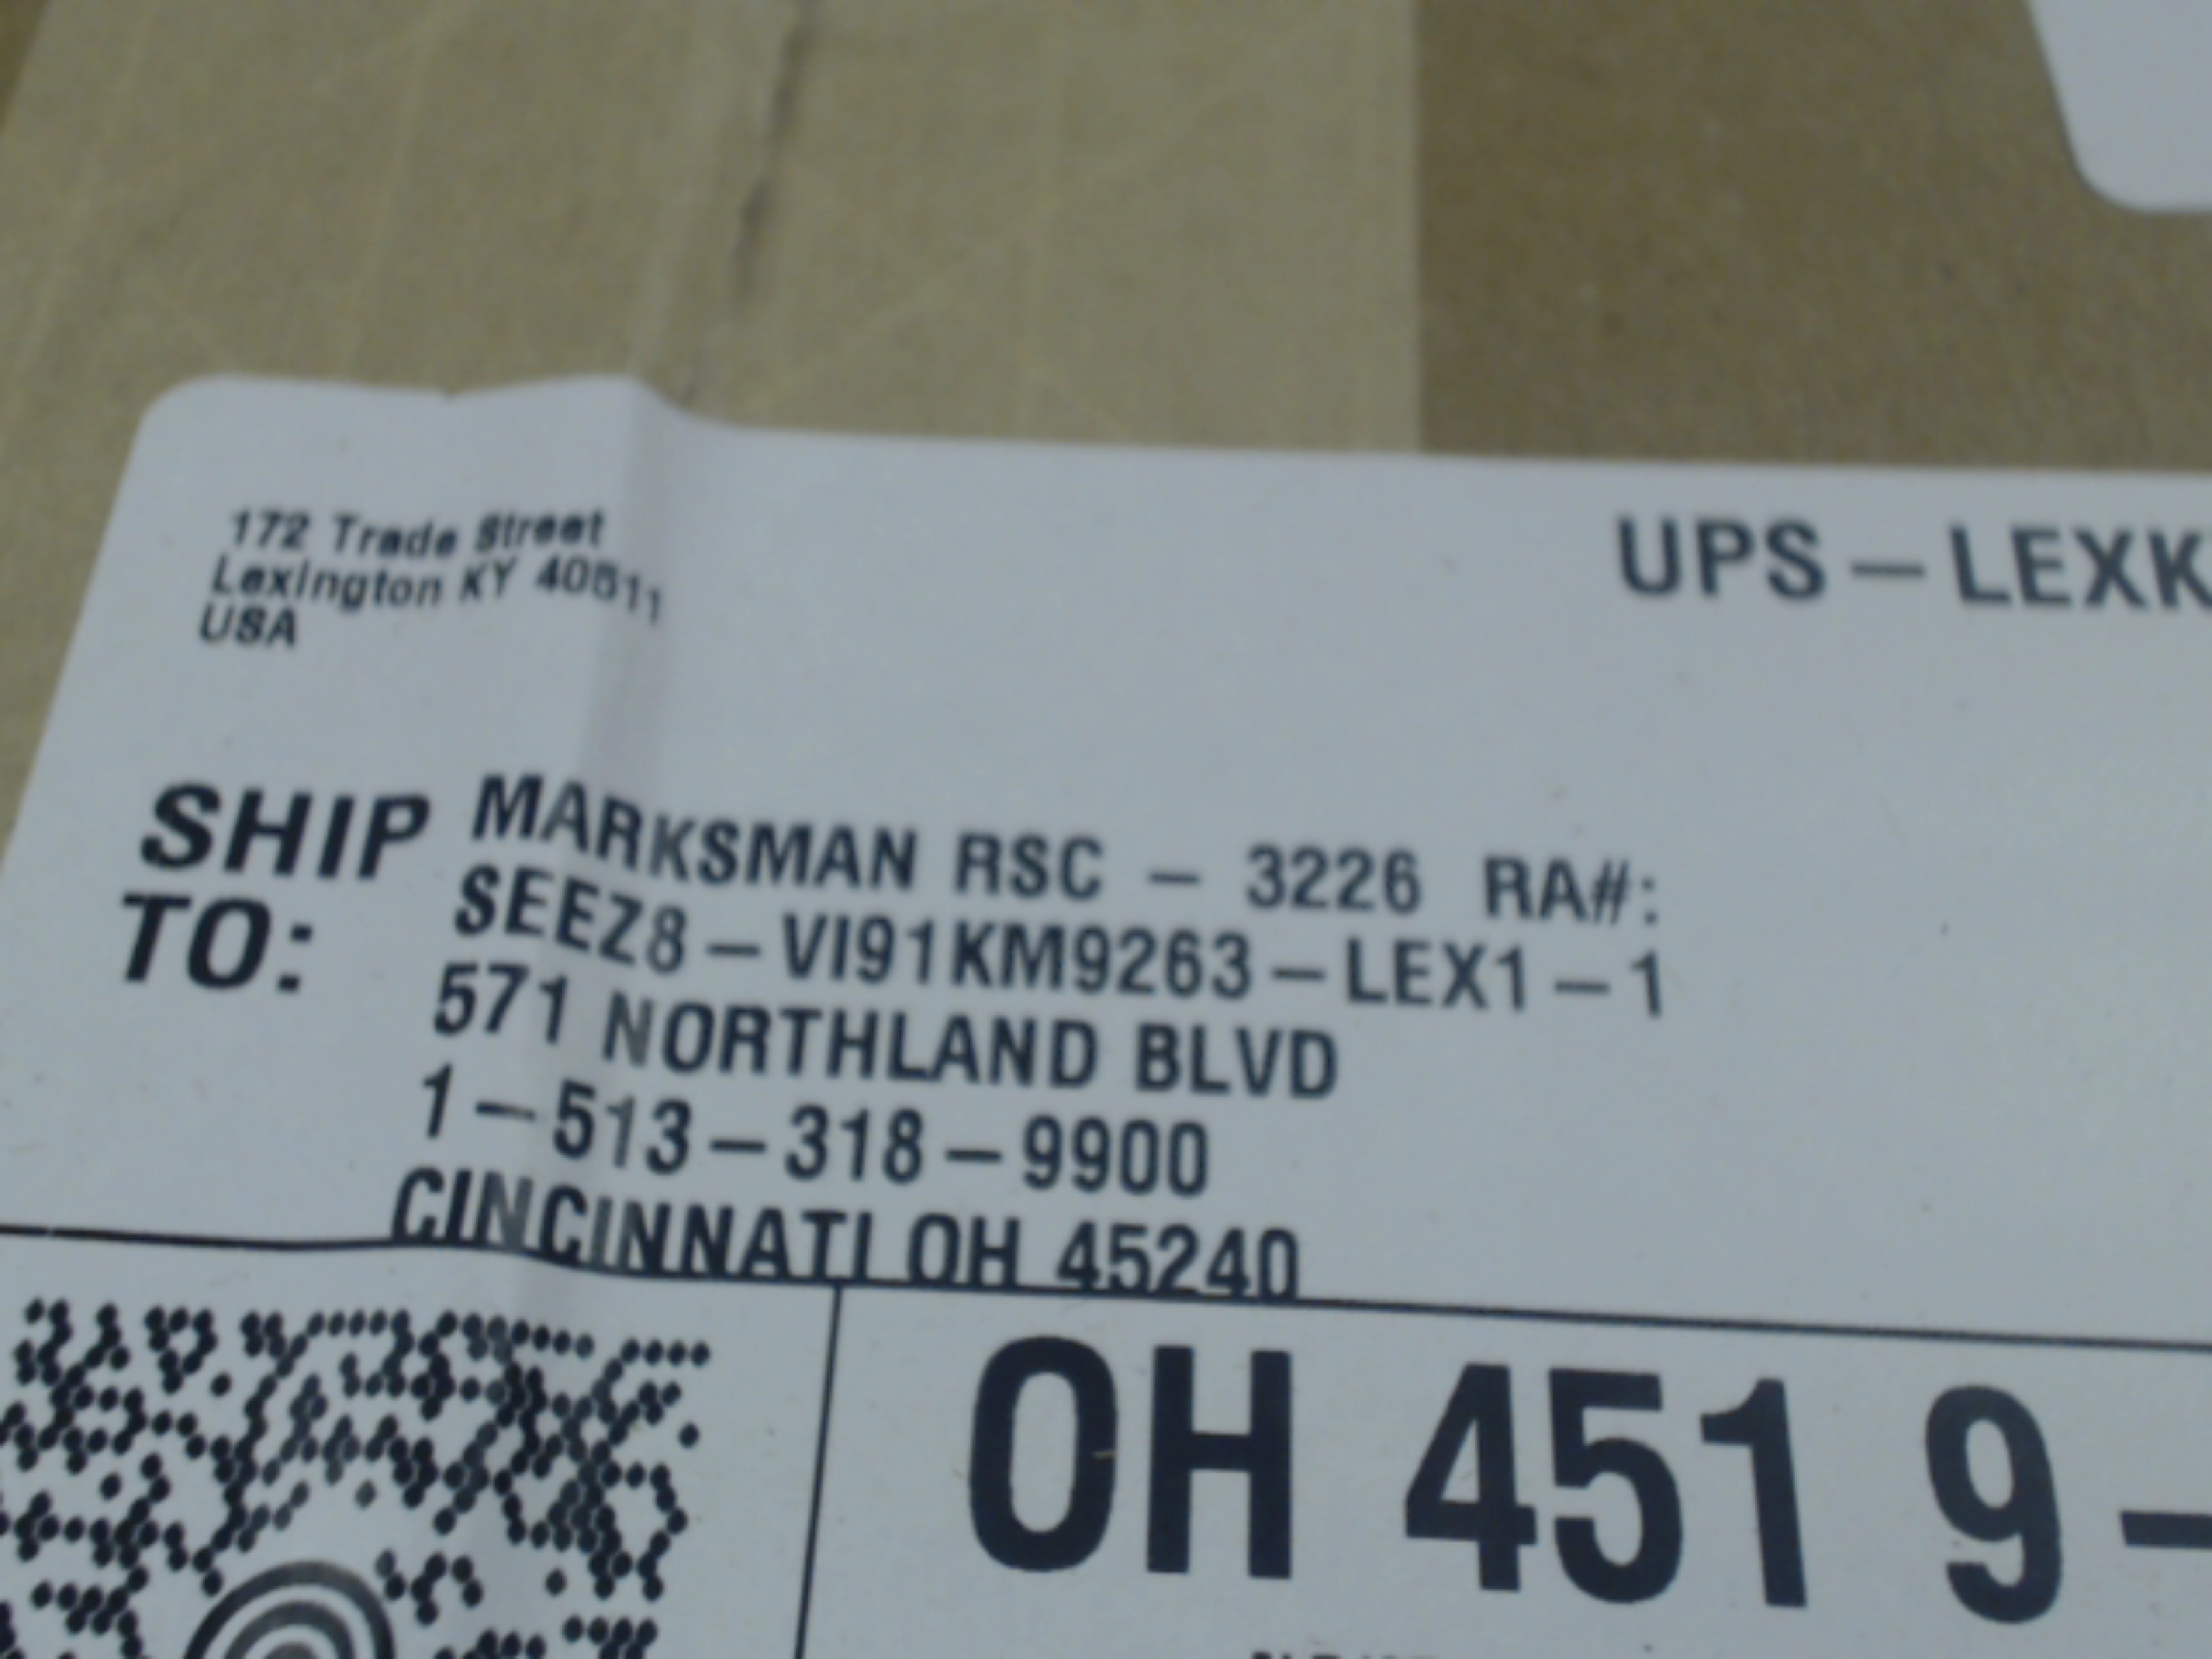 172 Trade Street
Lexington KY 40511
USA
UPS - LEXK
SHIP TO:
MARKSMAN RSC - 3226 RA#:
SEEZ8 - VI91KM9263 - LEX1 - 1
571 NORTHLAND BLVD
1 - 513 - 318 - 9900
CINCINNATI OH 45240
OH 451 9 -